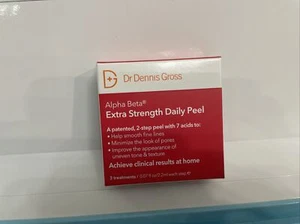 Dr Dennis Gross
Alpha Beta®
Extra Strength Daily Peel
A patented, 2-step peel with 7 acids to:
• Help smooth fine lines
• Minimize the look of pores
• Improve the appearance of
uneven tone & texture
Achieve clinical results at home